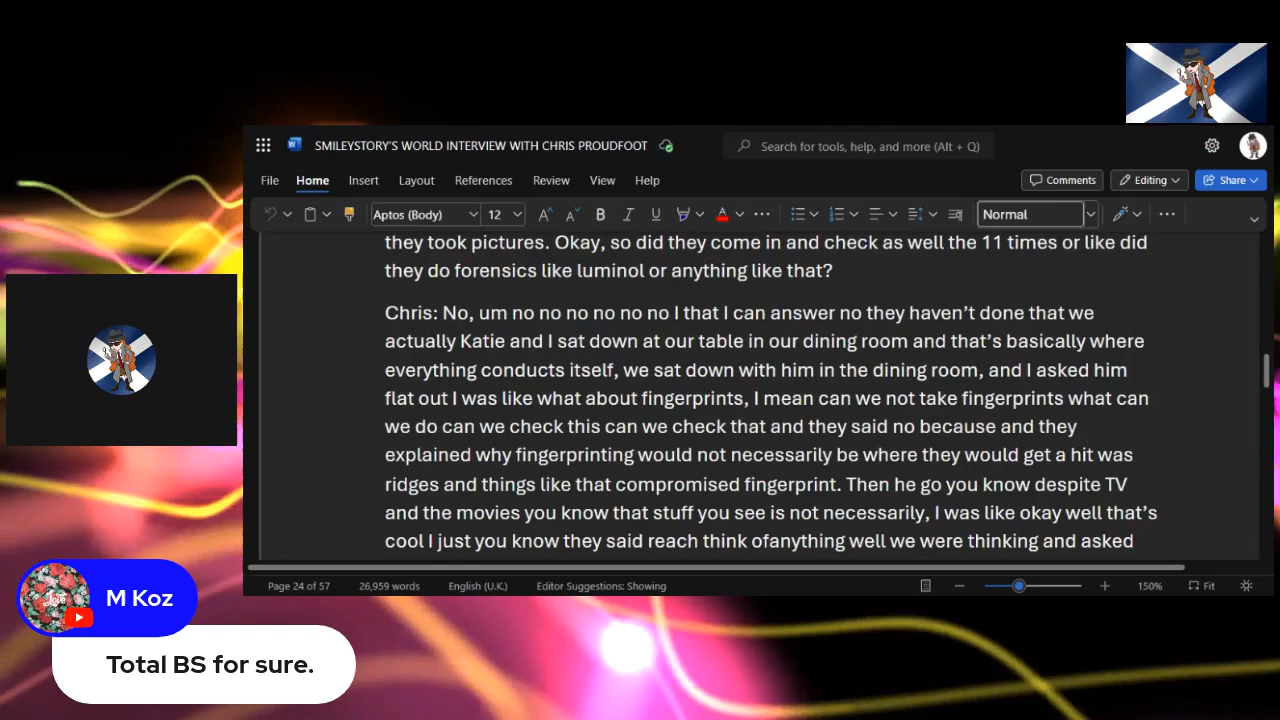 SMILEYSTORY'S WORLD INTERVIEW WITH CHRIS PROUDFOOT
Search for tools, help, and more (Alt + Q)
File Home Insert Layout References Review View Help
Comments Editing Share
Aptos (Body) 12 B I U A Normal
they took pictures. Okay, so did they come in and check as well the 11 times or like did
they do forensics like luminol or anything like that?
Chris: No, um no no no no no no I that I can answer no they haven't done that we
actually Katie and I sat down at our table in our dining room and that's basically where
everything conducts itself, we sat down with him in the dining room, and I asked him
flat out I was like what about fingerprints, I mean can we not take fingerprints what can
we do can we check this can we check that and they said no because and they
explained why fingerprinting would not necessarily be where they would get a hit was
ridges and things like that compromised fingerprint. Then he go you know despite TV
and the movies you know that stuff you see is not necessarily, I was like okay well that's
cool I just you know they said reach think ofanything well we were thinking and asked
Page 24 of 57 26,959 words English (U.K.) Editor Suggestions: Showing 150% Fit
M Koz
Total BS for sure.